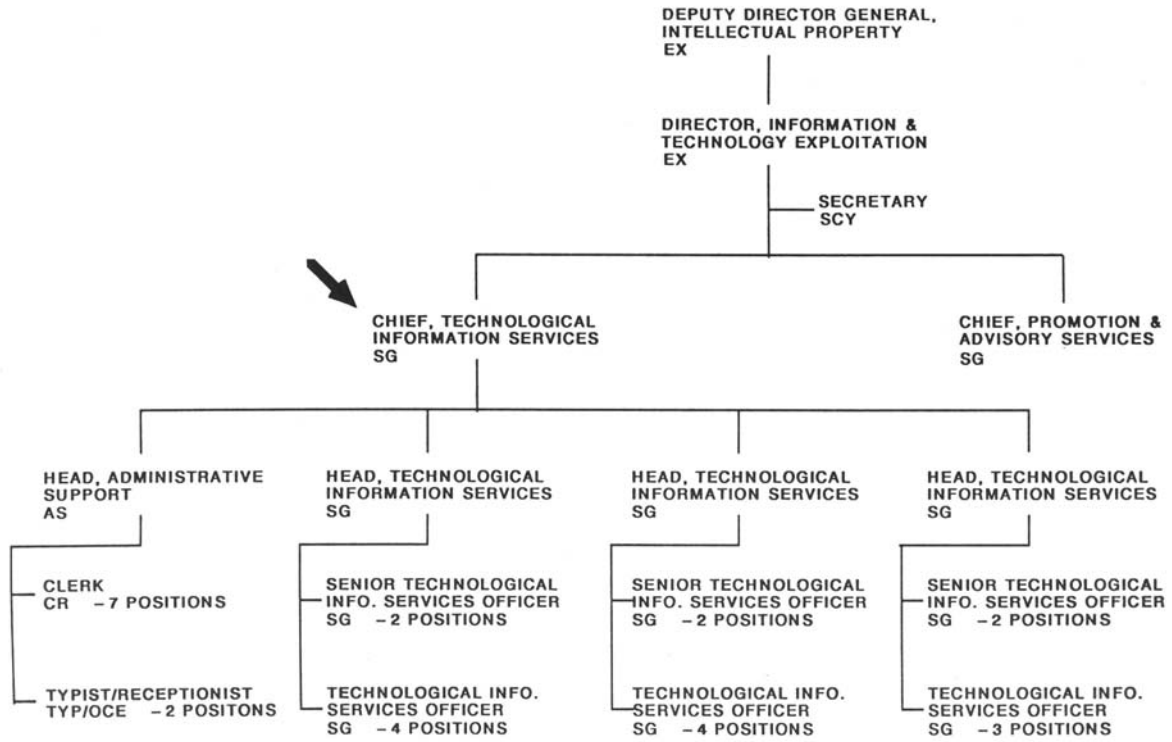 DEPUTY DIRECTOR GENERAL,
INTELLECTUAL PROPERTY
EX
DIRECTOR, INFORMATION &
TECHNOLOGY EXPLOITATION
EX
SECRETARY
SCY
CHIEF, TECHNOLOGICAL
INFORMATION SERVICES
SG
CHIEF, PROMOTION &
ADVISORY SERVICES
SG
HEAD, ADMINISTRATIVE
SUPPORT
AS
CLERK
CR -7 POSITIONS
TYPIST/RECEPTIONIST
TYP/OCE -2 POSITONS
HEAD, TECHNOLOGICAL
INFORMATION SERVICES
SG
SENIOR TECHNOLOGICAL
INFO. SERVICES OFFICER
SG -2 POSITIONS
TECHNOLOGICAL INFO.
SERVICES OFFICER
SG -4 POSITIONS
HEAD, TECHNOLOGICAL
INFORMATION SERVICES
SG
SENIOR TECHNOLOGICAL
INFO. SERVICES OFFICER
SG -2 POSITIONS
TECHNOLOGICAL INFO.
SERVICES OFFICER
SG -4 POSITIONS
HEAD, TECHNOLOGICAL
INFORMATION SERVICES
SG
SENIOR TECHNOLOGICAL
INFO. SERVICES OFFICER
SG -2 POSITIONS
TECHNOLOGICAL INFO.
SERVICES OFFICER
SG -3 POSITIONS